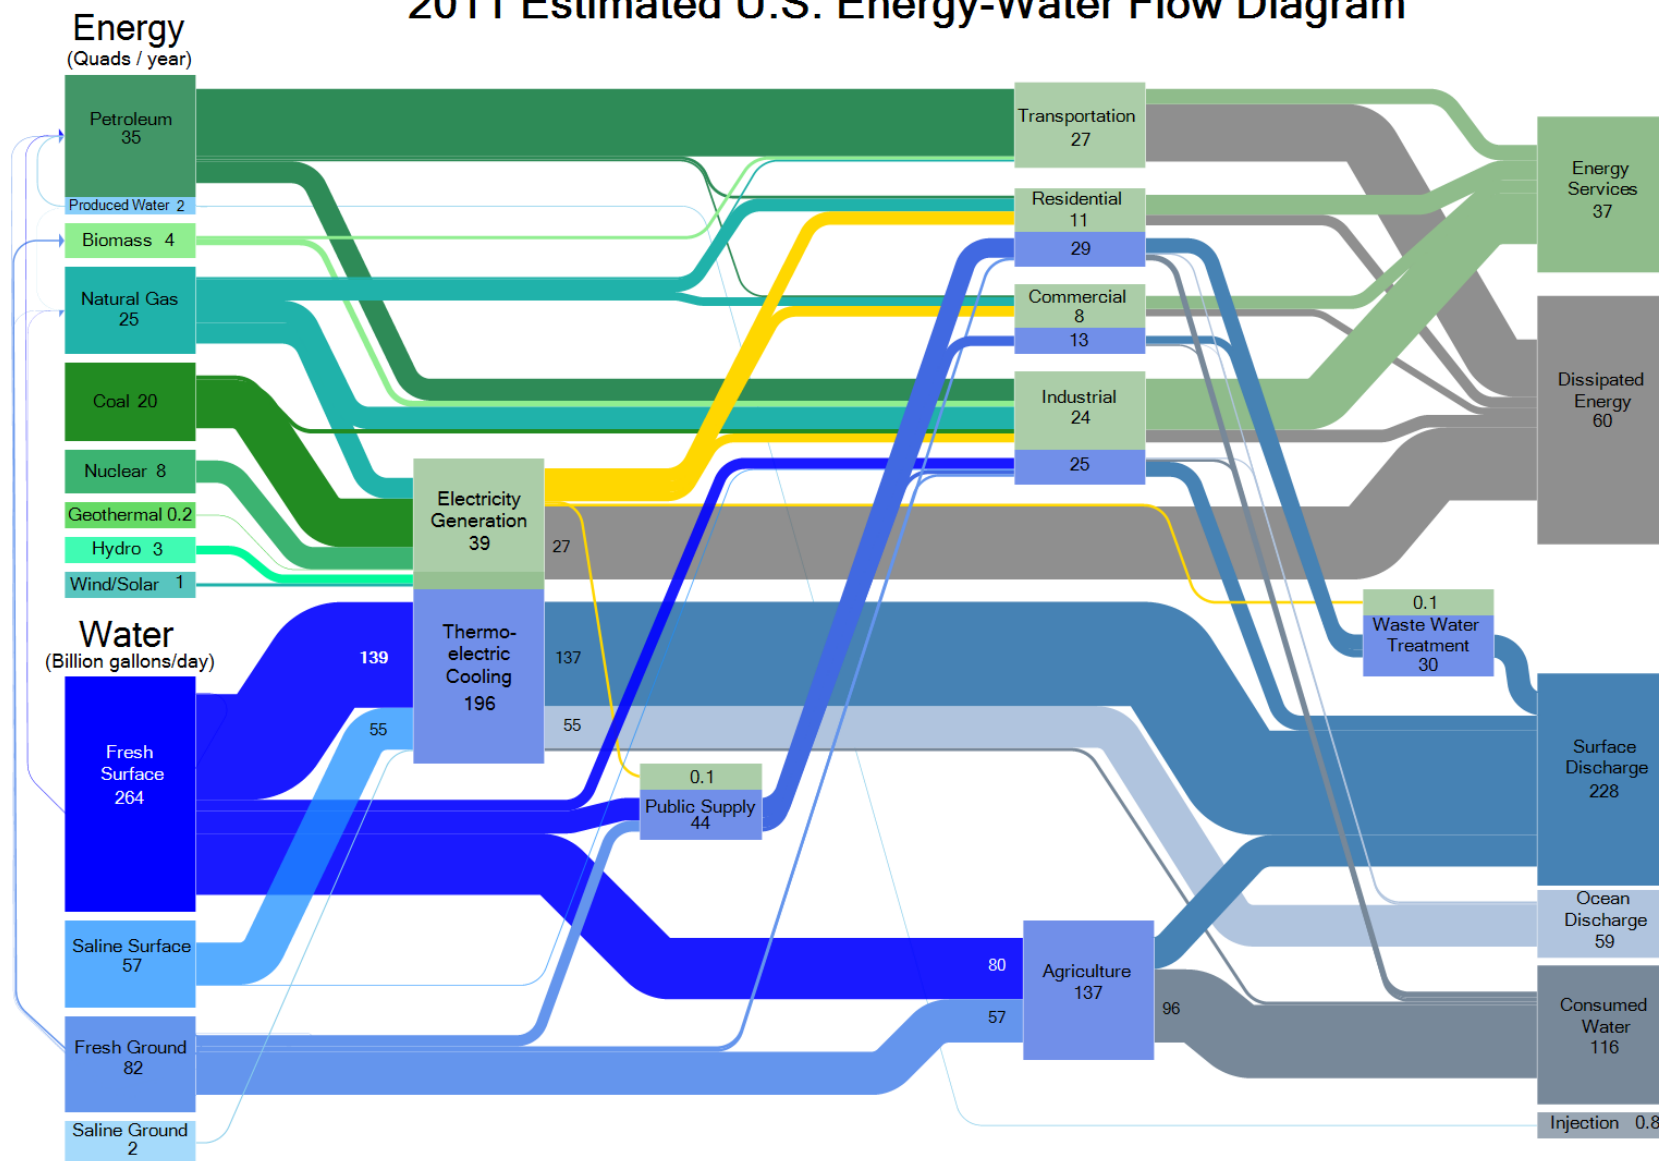 2011 Estimated U.S. Energy-Water Flow Diagram
Energy
(Quads / year)
Petroleum
35
Produced Water 2
Biomass 4
Natural Gas
25
Coal 20
Nuclear 8
Geothermal 0.2
Hydro 3
Wind/Solar 1
Water
(Billion gallons/day)
Fresh
Surface
264
Saline Surface
57
Fresh Ground
82
Saline Ground
2
Electricity
Generation
39
27
Thermo-
electric
Cooling
196
139
55
137
55
0.1
Public Supply
44
Transportation
27
Residential
11
29
Commercial
8
13
Industrial
24
25
80
57
Agriculture
137
96
0.1
Waste Water
Treatment
30
Energy
Services
37
Dissipated
Energy
60
Surface
Discharge
228
Ocean
Discharge
59
Consumed
Water
116
Injection 0.8